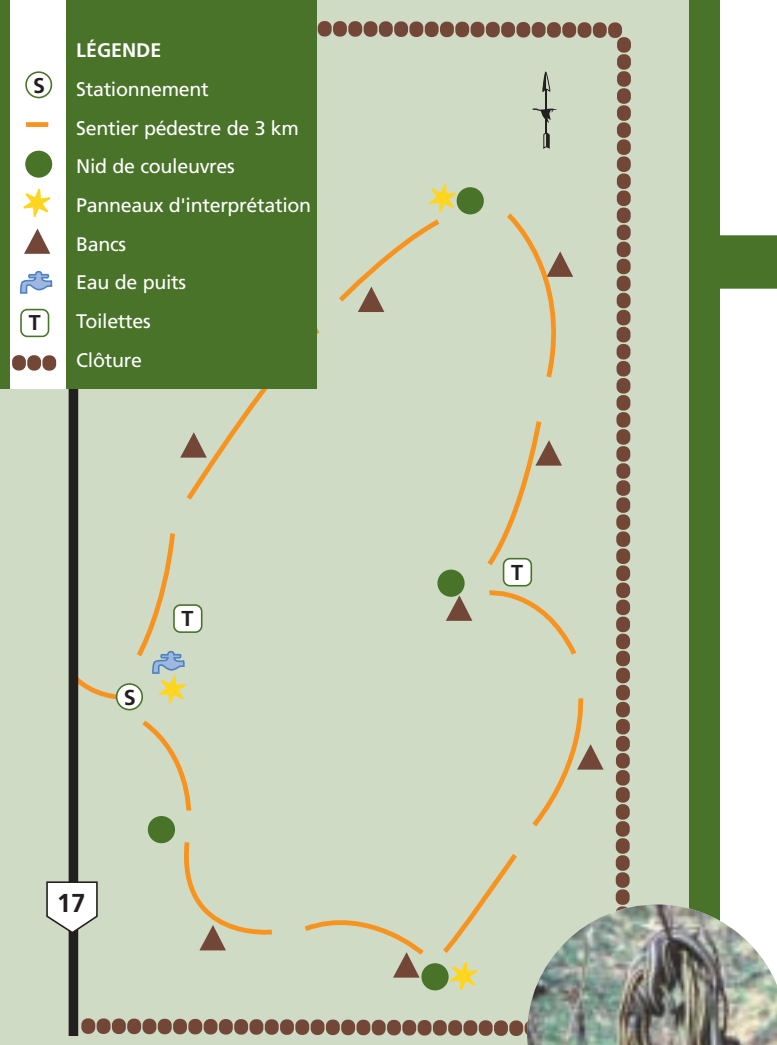 LÉGENDE
S Stationnement
Sentier pédestre de 3 km
Nid de couleuvres
Panneaux d'interprétation
Bancs
Eau de puits
T Toilettes
Clôture
T
T
S
17